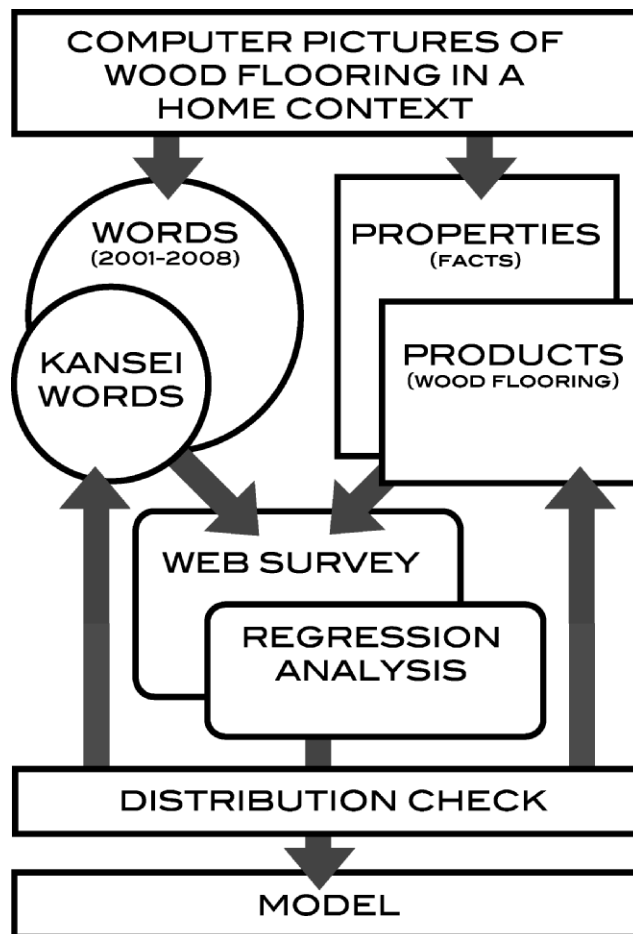 COMPUTER PICTURES OF
WOOD FLOORING IN A
HOME CONTEXT
WORDS
(2001-2008)
KANSEI
WORDS
PROPERTIES
(FACTS)
PRODUCTS
(WOOD FLOORING)
WEB SURVEY
REGRESSION
ANALYSIS
DISTRIBUTION CHECK
MODEL